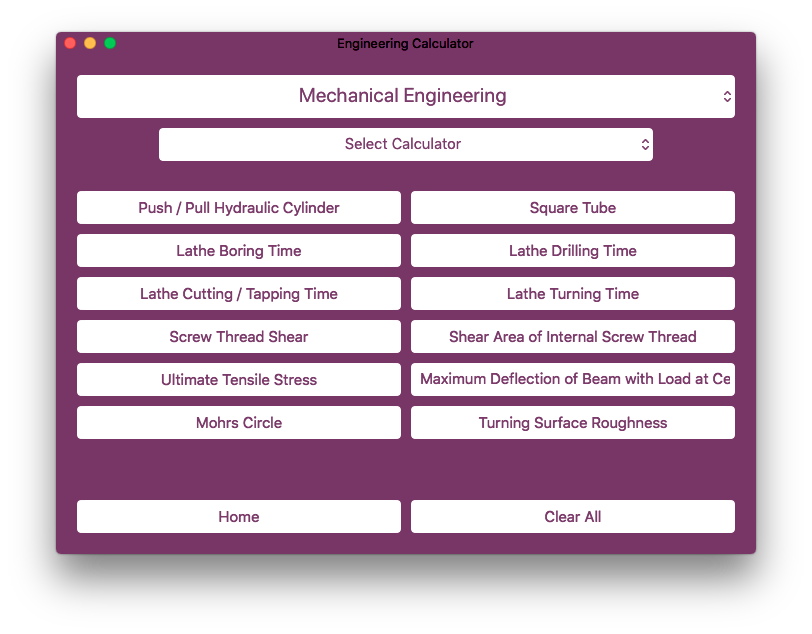 Engineering Calculator
Mechanical Engineering
Select Calculator
Push / Pull Hydraulic Cylinder
Square Tube
Lathe Boring Time
Lathe Drilling Time
Lathe Cutting / Tapping Time
Lathe Turning Time
Screw Thread Shear
Shear Area of Internal Screw Thread
Ultimate Tensile Stress
Maximum Deflection of Beam with Load at Ce
Mohrs Circle
Turning Surface Roughness
Home
Clear All